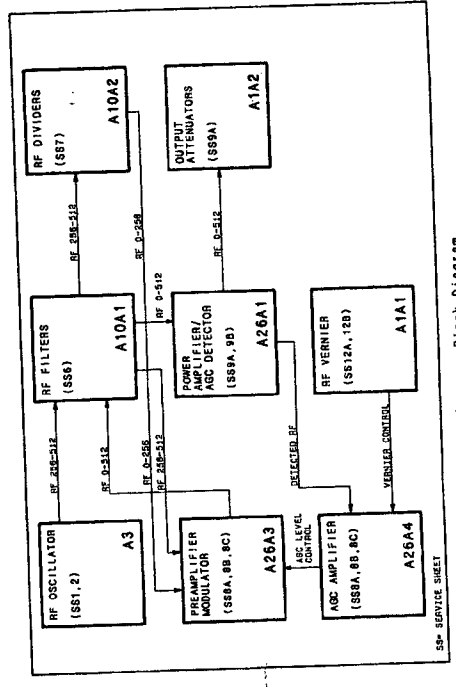 RF OSCILLATOR
(SS1,2)
A3
RF 256-512
RF FILTERS
(SS6)
A10A1
RF 256-512
RF DIVIDERS
(SS7)
A10A2
RF 0-512
RF 0-256
RF 256-512
RF 0-512
RF 0-256
PREAMPLIFIER
MODULATOR
(SS8A,8B,8C)
A26A3
POWER
AMPLIFIER/
AGC DETECTOR
(SS9A,9B)
A26A1
RF 0-512
OUTPUT
ATTENUATORS
(SS9A)
A1A2
AGC LEVEL
CONTROL
DETECTED RF
AGC AMPLIFIER
(SS8A,8B,8C)
A26A4
VERNIER CONTROL
RF VERNIER
(SS12A,12B)
A1A1
SS= SERVICE SHEET
Block Diagram